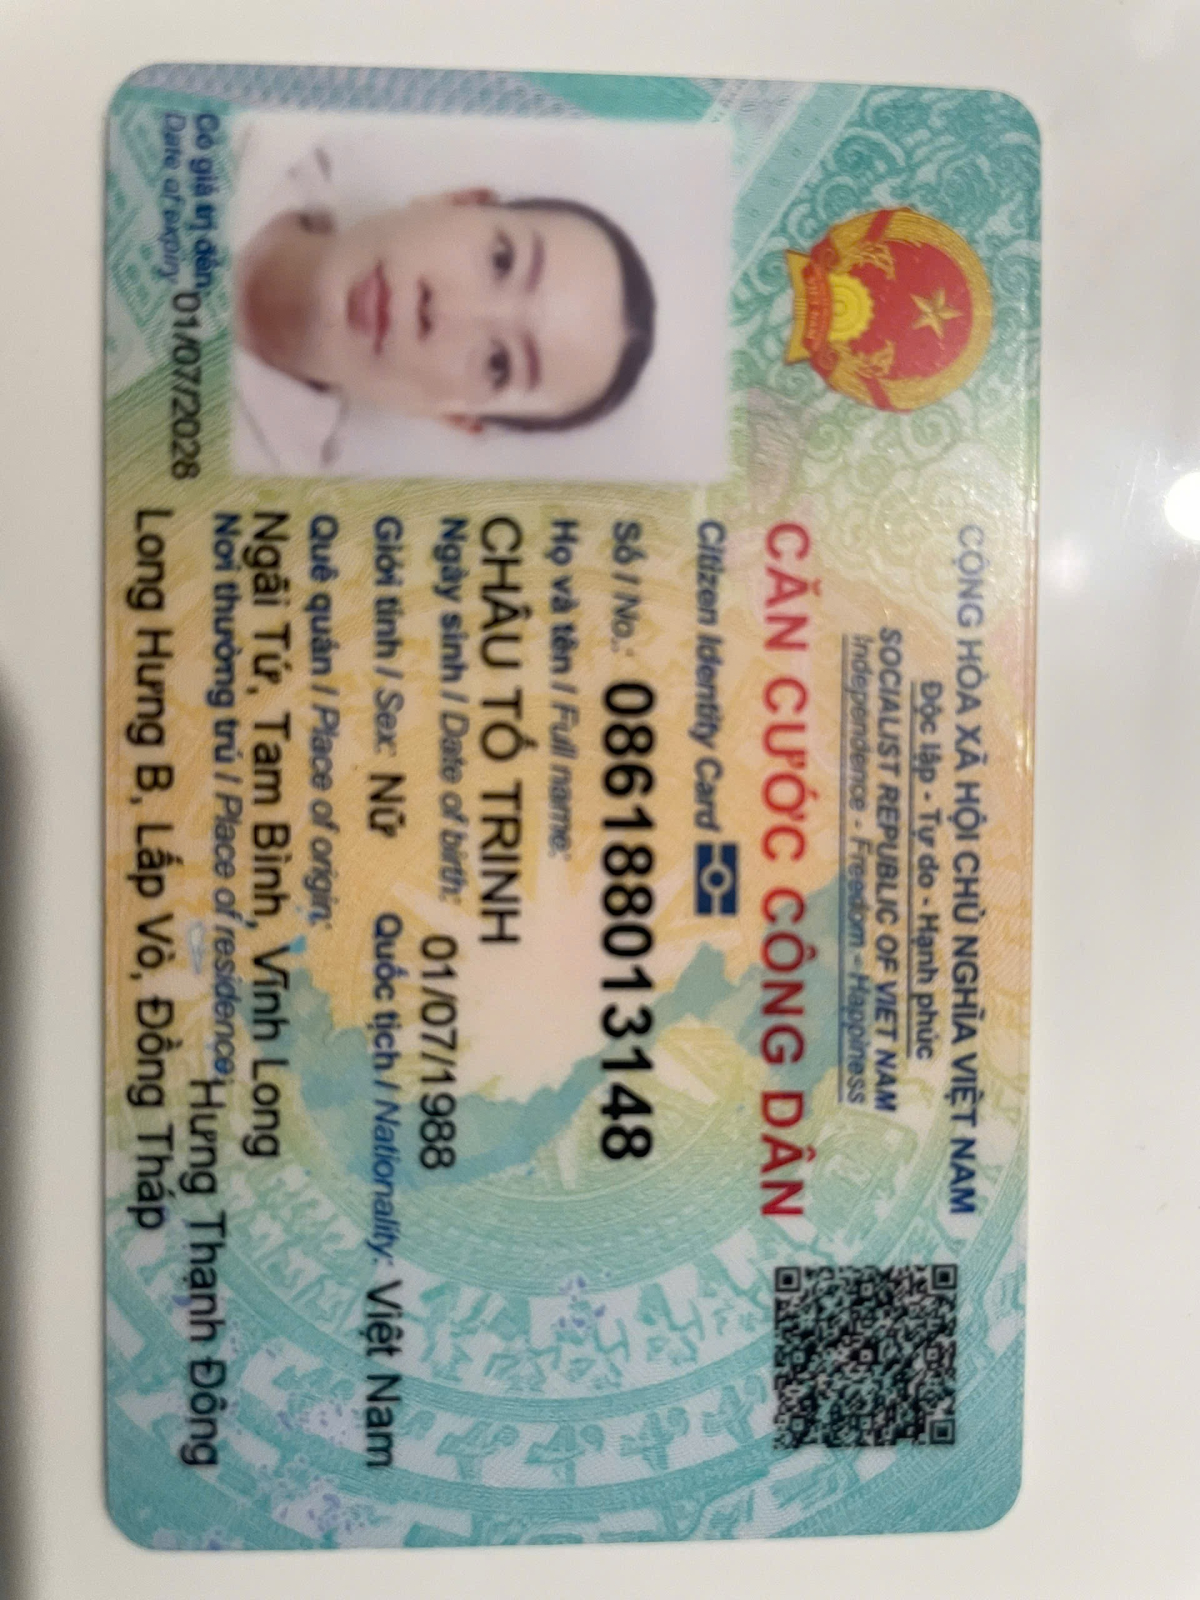 CỘNG HÒA XÃ HỘI CHỦ NGHĨA VIỆT NAM
Độc lập - Tự do - Hạnh phúc
SOCIALIST REPUBLIC OF VIET NAM
Independence - Freedom - Happiness
CĂN CƯỚC CÔNG DÂN
Citizen Identity Card
Số / No.: 086188013148
Họ và tên / Full name:
CHÂU TỐ TRINH
Ngày sinh / Date of birth: 01/07/1988
Giới tính / Sex: Nữ Quốc tịch / Nationality: Việt Nam
Quê quán / Place of origin:
Ngãi Tứ, Tam Bình, Vĩnh Long
Nơi thường trú / Place of residence: Hưng Thạnh Đông
Long Hưng B, Lấp Vò, Đồng Tháp
Có giá trị đến:
Date of expiry
01/07/2028